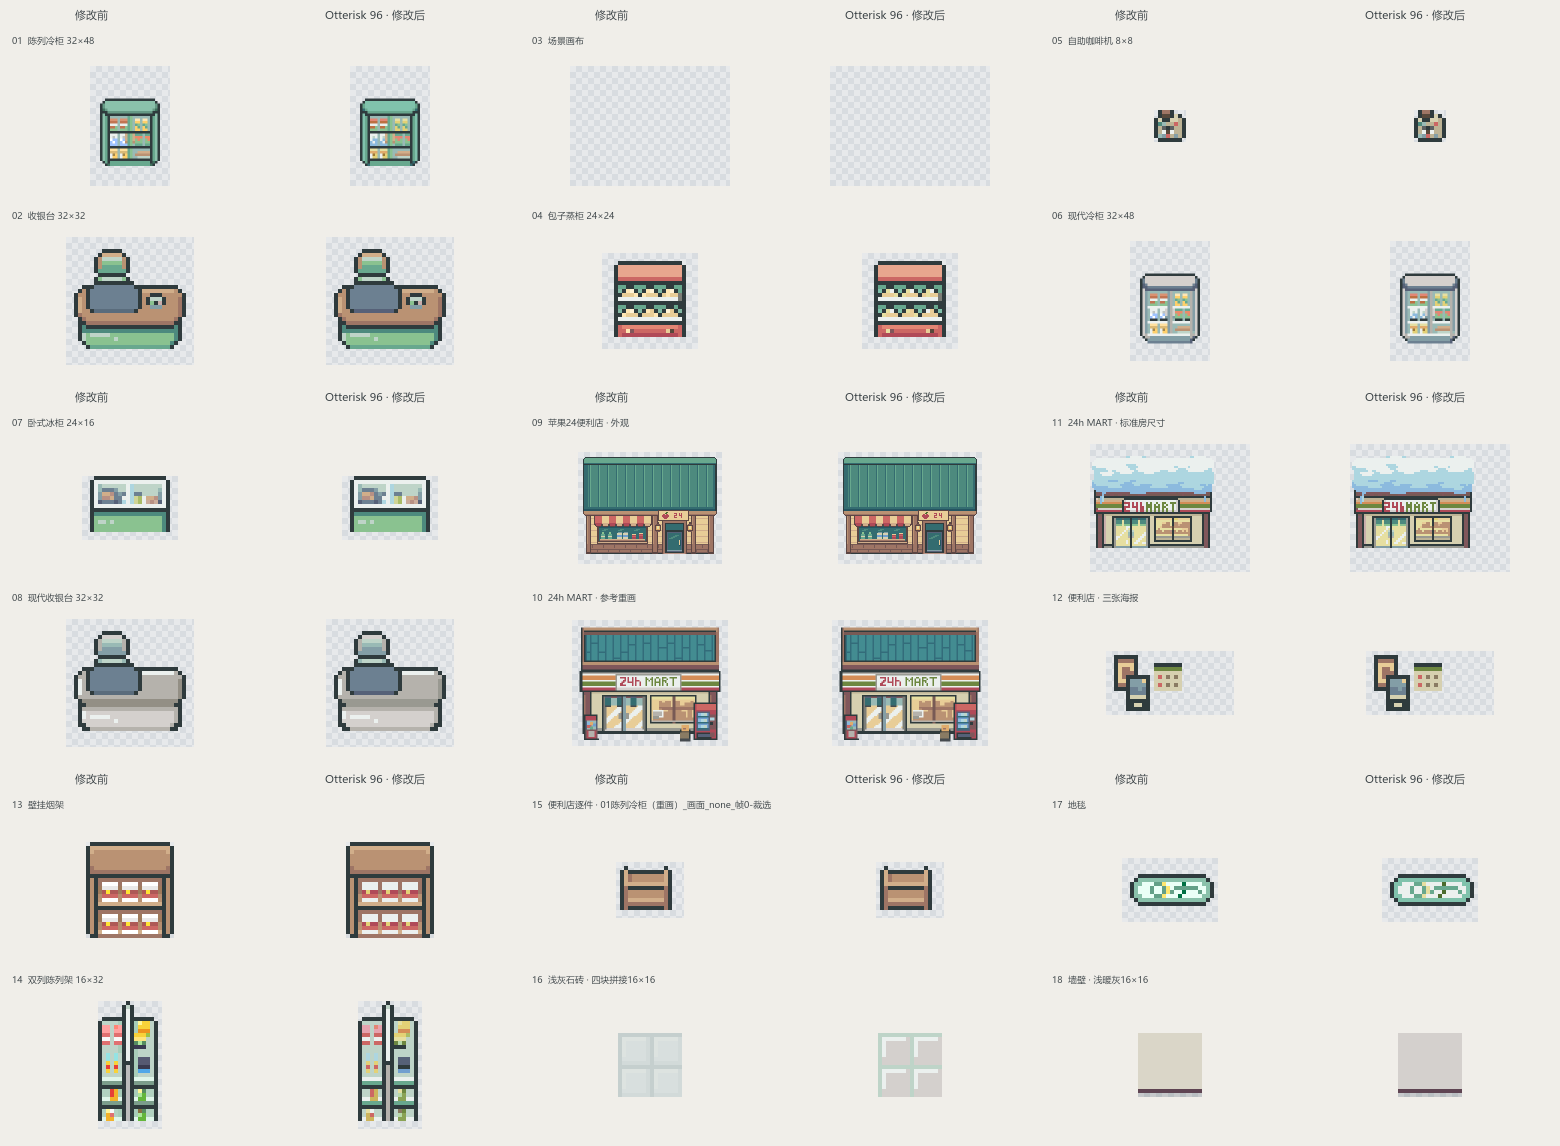 修改前
Otterisk 96 · 修改后
修改前
Otterisk 96 · 修改后
修改前
Otterisk 96 · 修改后
01 陈列冷柜 32×48
03 场景画布
05 自助咖啡机 8×8
02 收银台 32×32
04 包子蒸柜 24×24
06 现代冷柜 32×48
修改前
Otterisk 96 · 修改后
修改前
Otterisk 96 · 修改后
修改前
Otterisk 96 · 修改后
07 卧式冰柜 24×16
09 苹果24便利店 · 外观
24
24
11 24h MART · 标准房尺寸
24hMART
24hMART
08 现代收银台 32×32
10 24h MART · 参考重画
24h MART
24h MART
12 便利店 · 三张海报
修改前
Otterisk 96 · 修改后
修改前
Otterisk 96 · 修改后
修改前
Otterisk 96 · 修改后
13 壁挂烟架
15 便利店逐件 · 01陈列冷柜（重画）_画面_none_帧0-裁选
17 地毯
14 双列陈列架 16×32
16 浅灰石砖 · 四块拼接16×16
18 墙壁 · 浅暖灰16×16